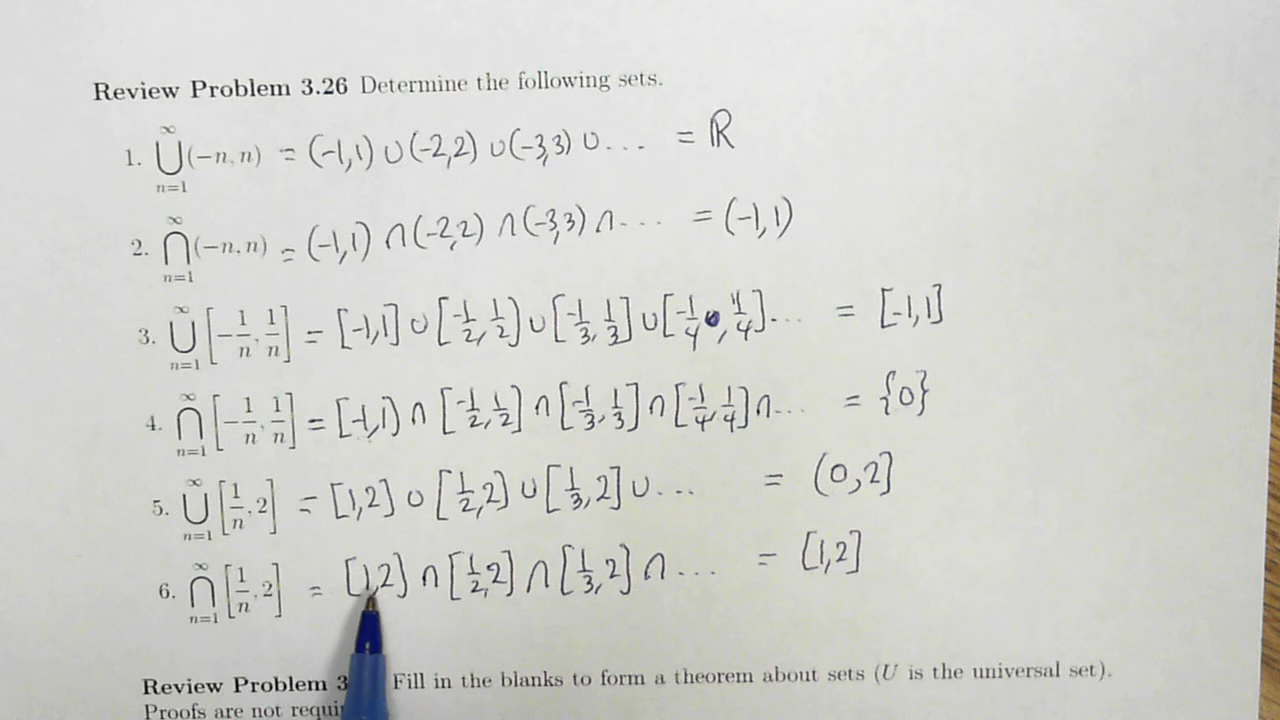 Review Problem 3.26 Determine the following sets.
1. ⋃_{n=1}^{∞} (−n, n) = (-1,1) ∪ (-2,2) ∪ (-3,3) ∪ ... = ℝ
2. ⋂_{n=1}^{∞} (−n, n) = (-1,1) ∩ (-2,2) ∩ (-3,3) ∩ ... = (-1,1)
3. ⋃_{n=1}^{∞} [−1/n, 1/n] = [-1,1] ∪ [-1/2, 1/2] ∪ [-1/3, 1/3] ∪ [-1/4, 1/4] ... = [-1,1]
4. ⋂_{n=1}^{∞} [−1/n, 1/n] = [-1,1] ∩ [-1/2, 1/2] ∩ [-1/3, 1/3] ∩ [-1/4, 1/4] ∩ ... = {0}
5. ⋃_{n=1}^{∞} [1/n, 2] = [1,2] ∪ [1/2, 2] ∪ [1/3, 2] ∪ ... = (0,2]
6. ⋂_{n=1}^{∞} [1/n, 2] = [1,2] ∩ [1/2, 2] ∩ [1/3, 2] ∩ ... = [1,2]
Review Problem 3 Fill in the blanks to form a theorem about sets (U is the universal set).
Proofs are not requi